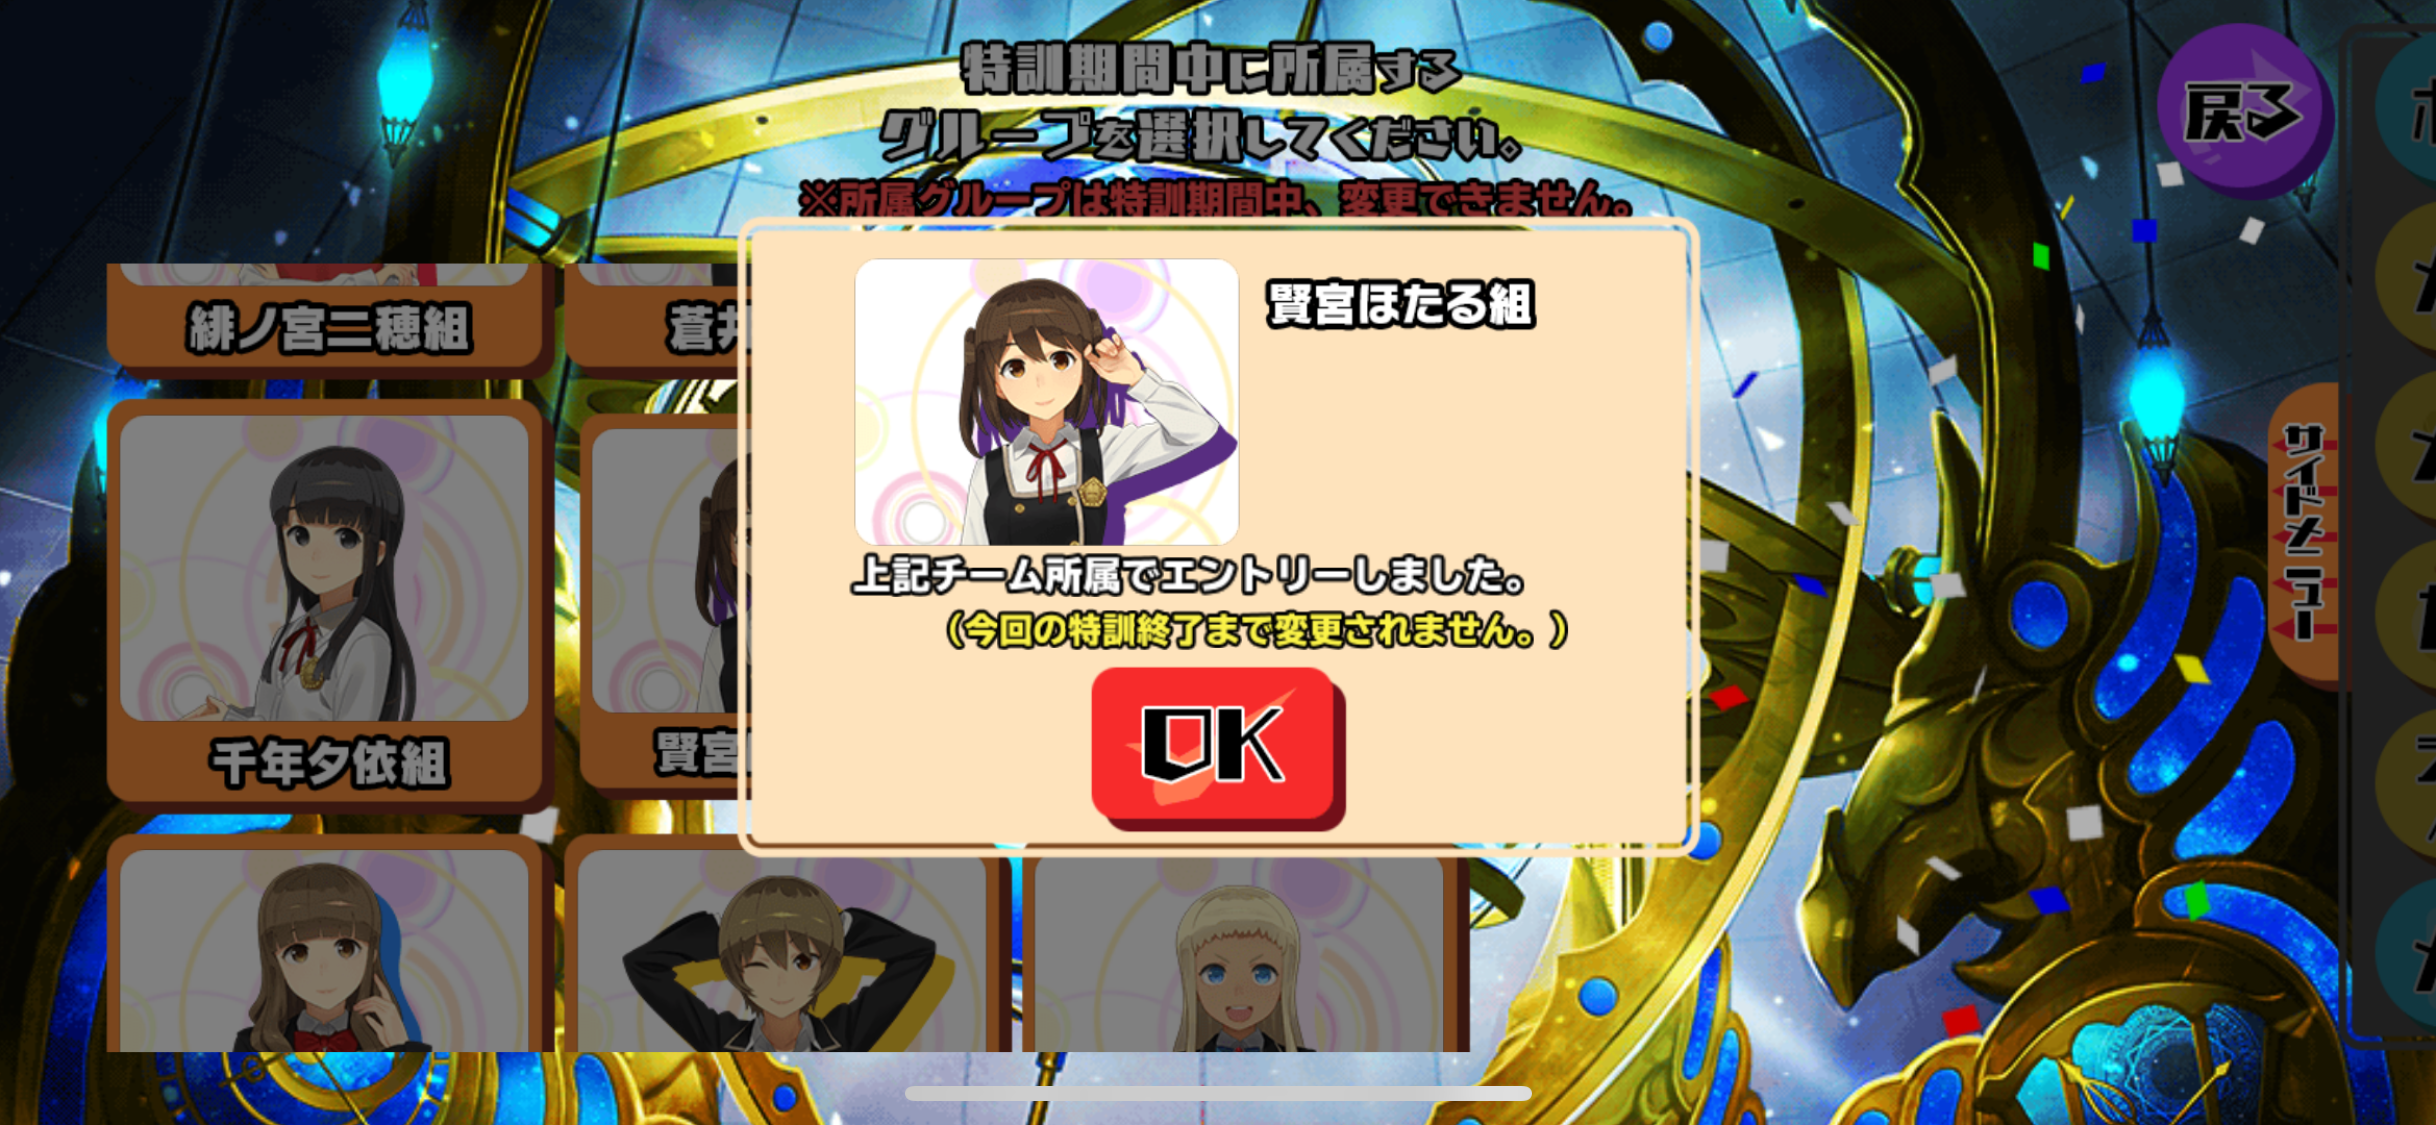 特訓期間中に所属する
グループを選択してください。
※所属グループは特訓期間中、変更できません。
戻る
緋ノ宮二穂組
蒼井
賢宮ほたる組
サイドメニュー
上記チーム所属でエントリーしました。
(今回の特訓終了まで変更されません。)
千年夕依組
賢宮
OK